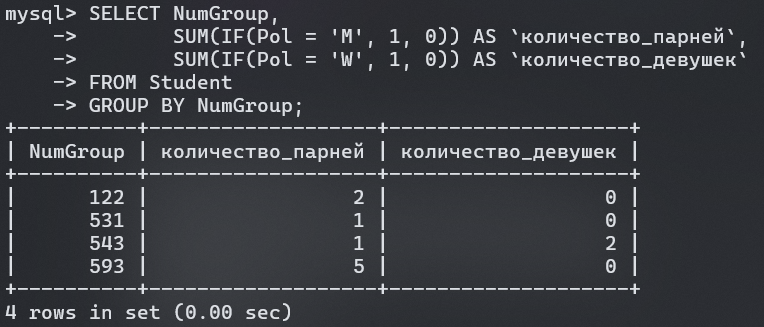 mysql> SELECT NumGroup,
    ->        SUM(IF(Pol = 'M', 1, 0)) AS `количество_парней`,
    ->        SUM(IF(Pol = 'W', 1, 0)) AS `количество_девушек`
    -> FROM Student
    -> GROUP BY NumGroup;
+----------+-------------------+--------------------+
| NumGroup | количество_парней | количество_девушек |
+----------+-------------------+--------------------+
|      122 |                 2 |                  0 |
|      531 |                 1 |                  0 |
|      543 |                 1 |                  2 |
|      593 |                 5 |                  0 |
+----------+-------------------+--------------------+
4 rows in set (0.00 sec)